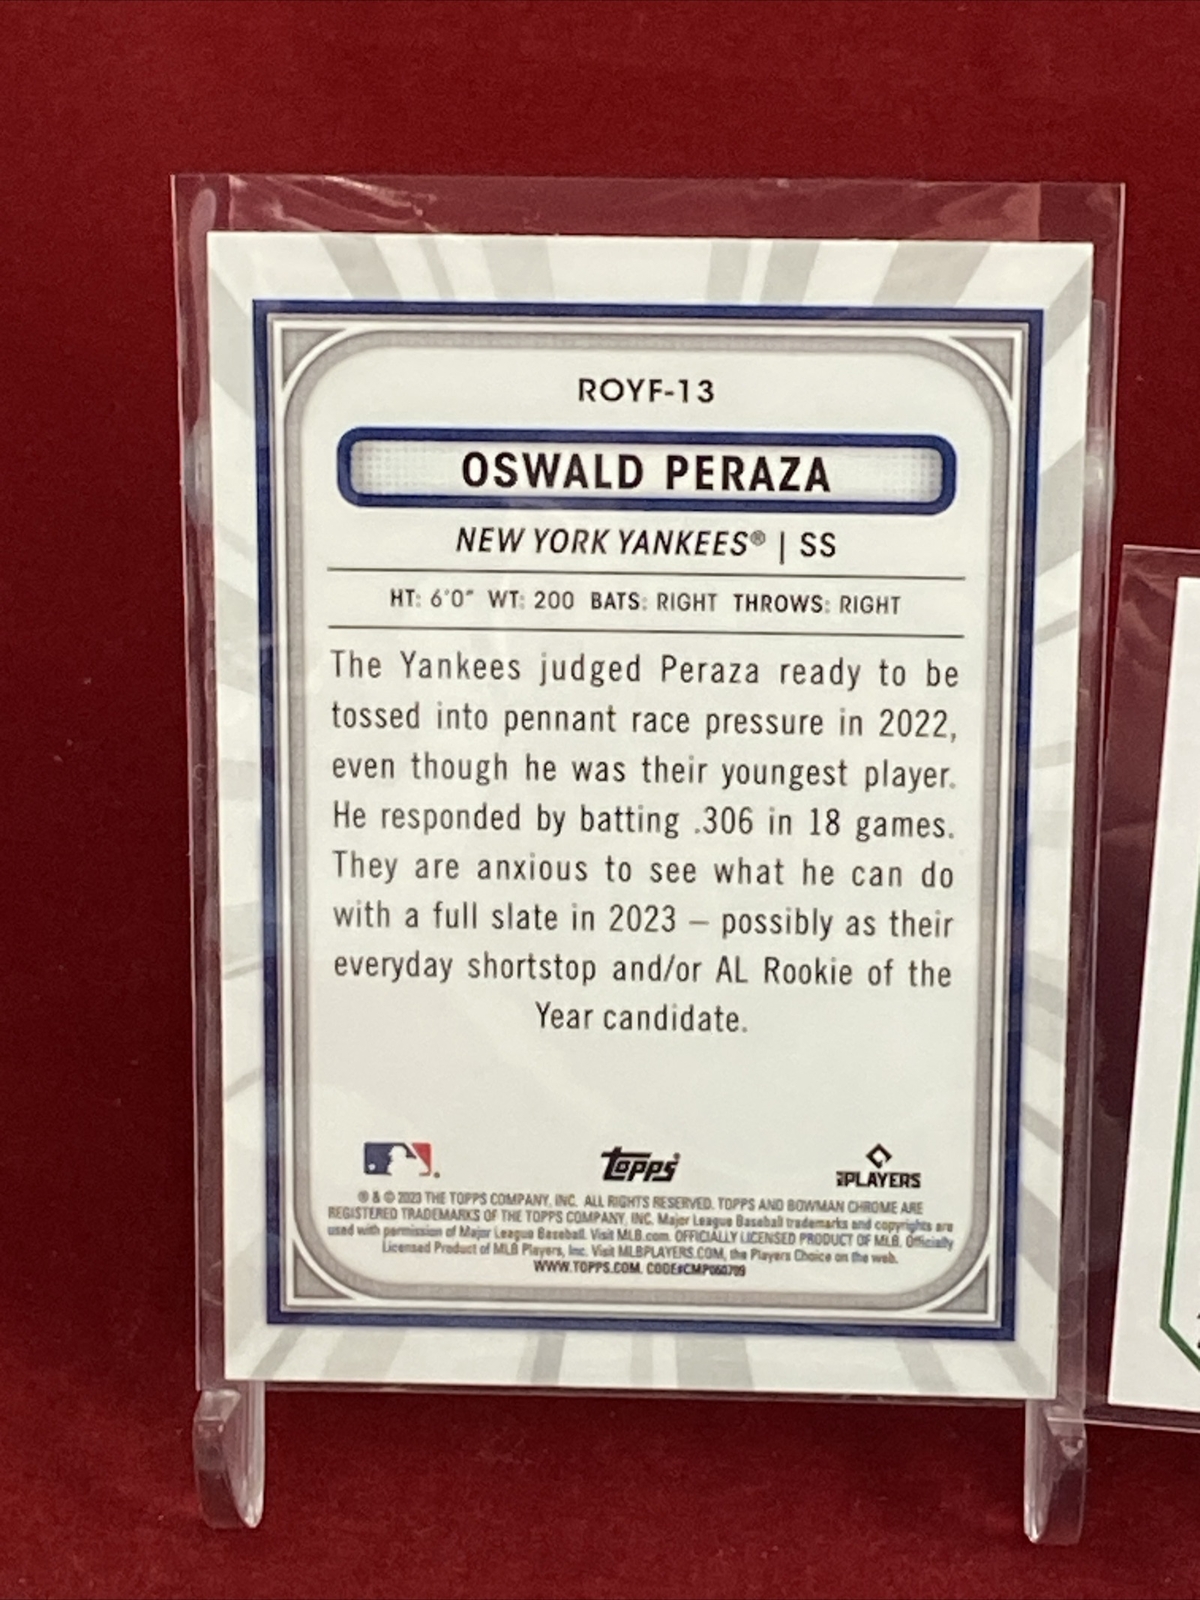 ROYF-13
OSWALD PERAZA
NEW YORK YANKEES® | SS
HT: 6'0" WT: 200 BATS: RIGHT THROWS: RIGHT
The Yankees judged Peraza ready to be
tossed into pennant race pressure in 2022,
even though he was their youngest player.
He responded by batting .306 in 18 games.
They are anxious to see what he can do
with a full slate in 2023 – possibly as their
everyday shortstop and/or AL Rookie of the
Year candidate.
Topps
PLAYERS
® & © 2023 THE TOPPS COMPANY, INC. ALL RIGHTS RESERVED. TOPPS AND BOWMAN CHROME ARE
REGISTERED TRADEMARKS OF THE TOPPS COMPANY, INC. Major League Baseball trademarks and copyrights are
used with permission of Major League Baseball. Visit MLB.com. OFFICIALLY LICENSED PRODUCT OF MLB. Officially
Licensed Product of MLB Players, Inc. Visit MLBPLAYERS.COM, the Players Choice on the web.
WWW.TOPPS.COM. CODE#CMP060709